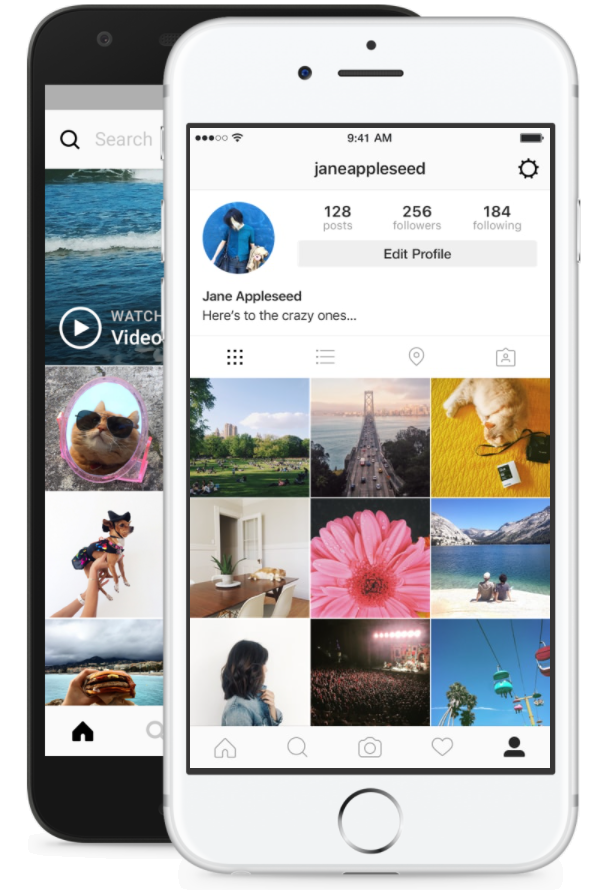 Search
WATCH
Video
9:41 AM
janeappleseed
128
posts
256
followers
184
following
Edit Profile
Jane Appleseed
Here's to the crazy ones...